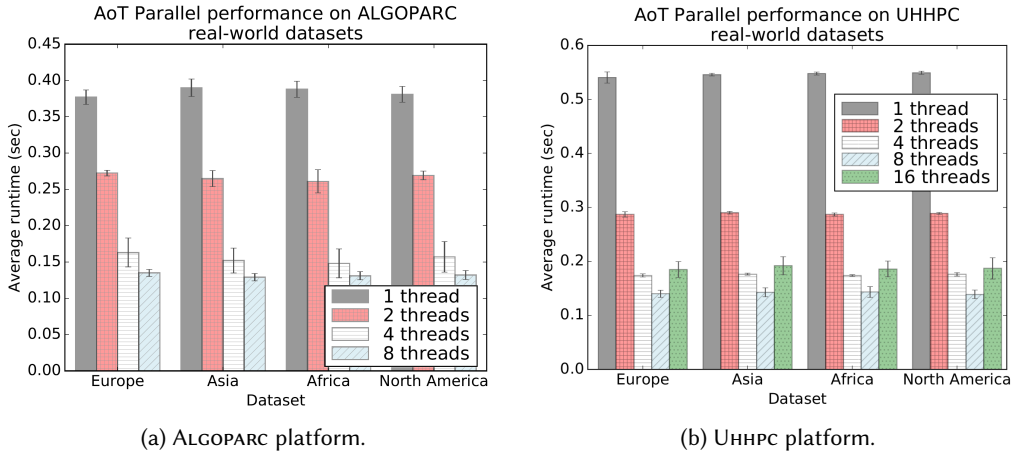 AoT Parallel performance on ALGOPARC
real-world datasets
0.45
0.40
0.35
0.30
0.25
0.20
0.15
0.10
0.05
0.00
Average runtime (sec)
1 thread
2 threads
4 threads
8 threads
Europe Asia Africa North America
Dataset
(a) ALGOPARC platform.
AoT Parallel performance on UHHPC
real-world datasets
0.6
0.5
0.4
0.3
0.2
0.1
0.0
Average runtime (sec)
1 thread
2 threads
4 threads
8 threads
16 threads
Europe Asia Africa North America
Dataset
(b) UHHPC platform.